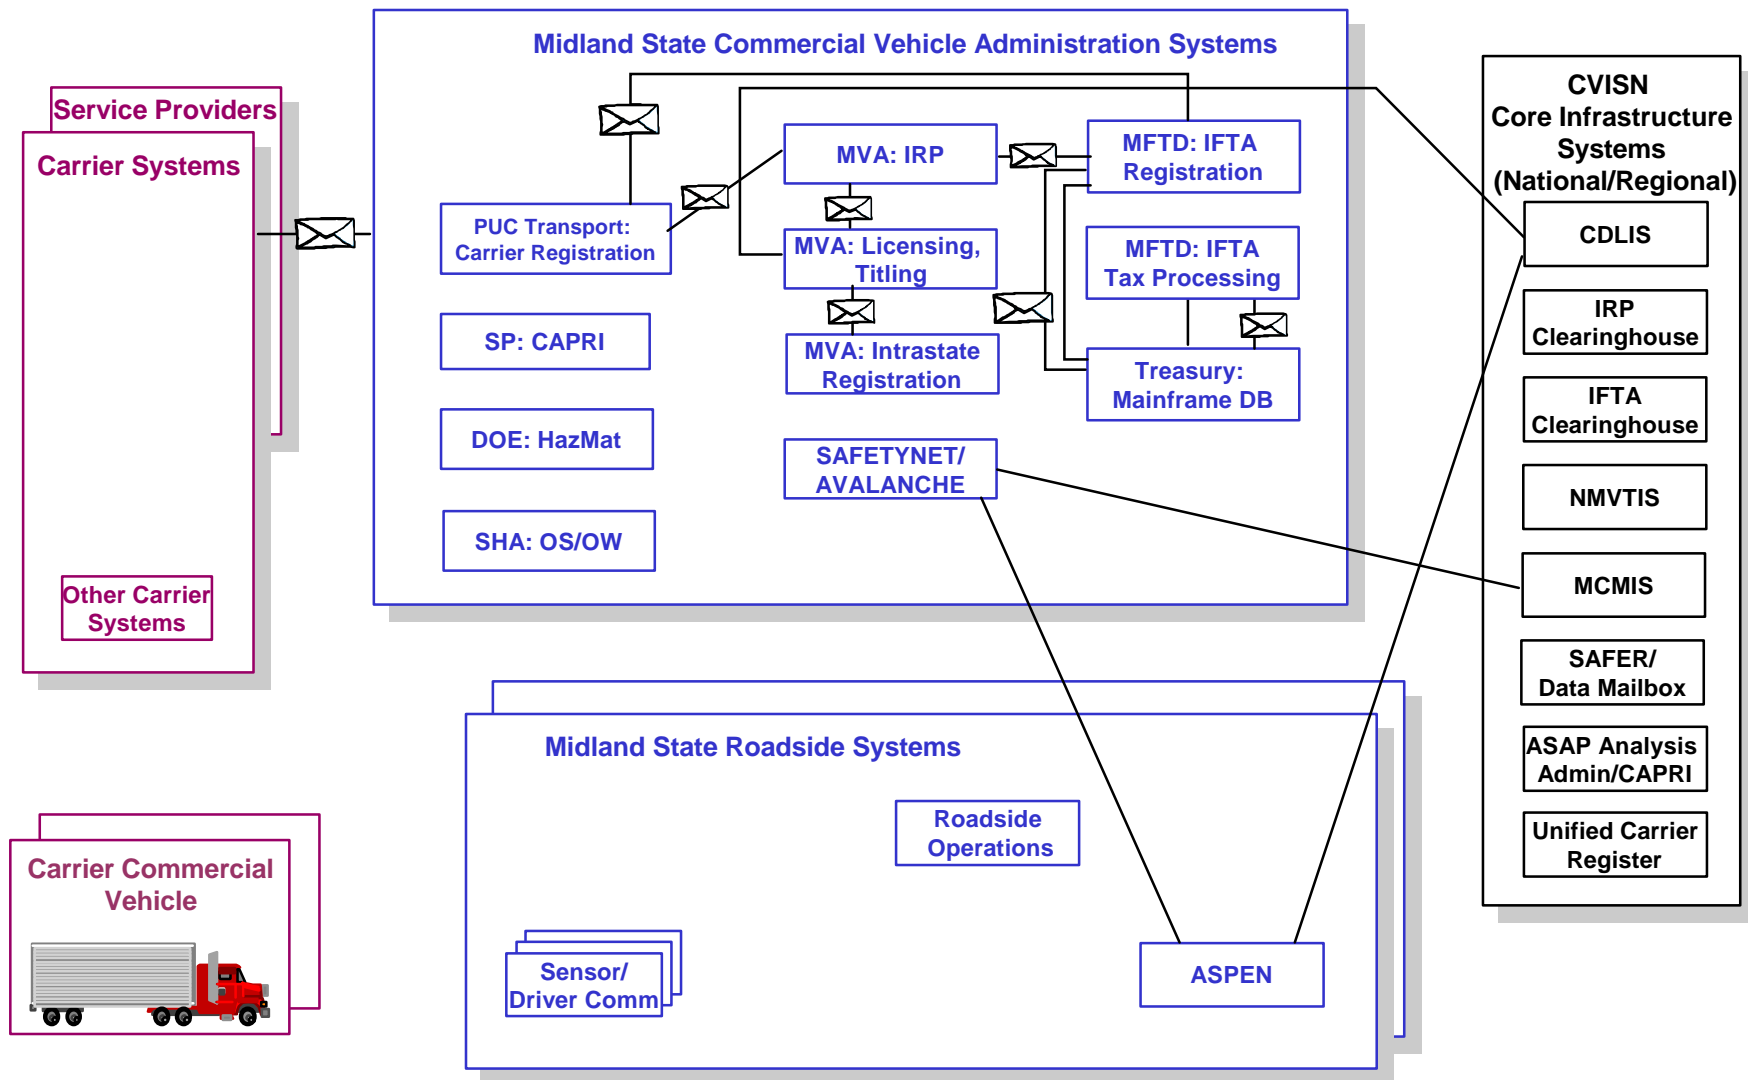 Midland State Commercial Vehicle Administration Systems
Service Providers
Carrier Systems
Other Carrier
Systems
PUC Transport:
Carrier Registration
SP: CAPRI
DOE: HazMat
SHA: OS/OW
MVA: IRP
MVA: Licensing,
Titling
MVA: Intrastate
Registration
SAFETYNET/
AVALANCHE
MFTD: IFTA
Registration
MFTD: IFTA
Tax Processing
Treasury:
Mainframe DB
CVISN
Core Infrastructure
Systems
(National/Regional)
CDLIS
IRP
Clearinghouse
IFTA
Clearinghouse
NMVTIS
MCMIS
SAFER/
Data Mailbox
ASAP Analysis
Admin/CAPRI
Unified Carrier
Register
Midland State Roadside Systems
Roadside
Operations
Sensor/
Driver Comm
ASPEN
Carrier Commercial
Vehicle